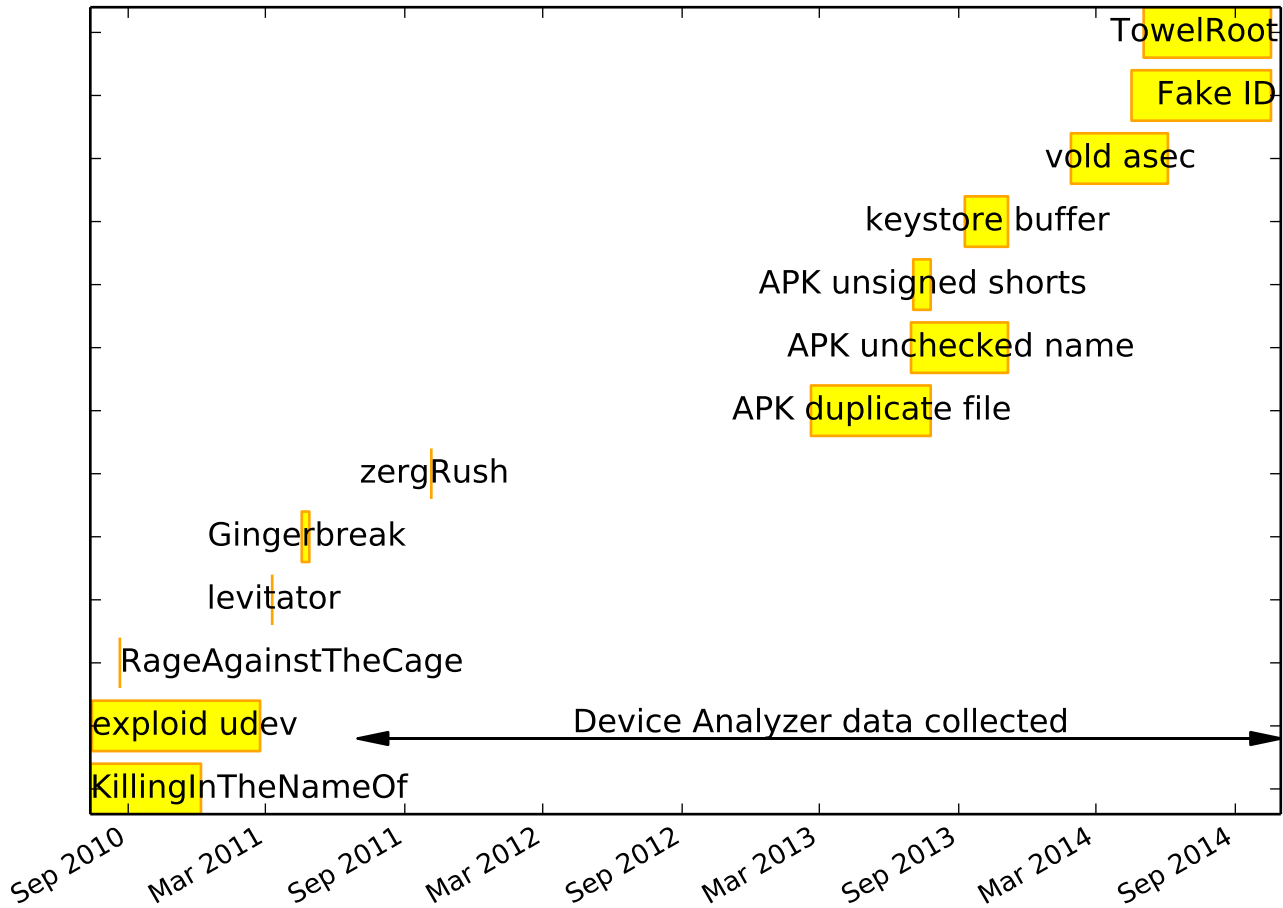 TowelRoot
Fake ID
vold asec
keystore buffer
APK unsigned shorts
APK unchecked name
APK duplicate file
zergRush
Gingerbreak
levitator
RageAgainstTheCage
exploid udev
Device Analyzer data collected
KillingInTheNameOf
Sep 2010
Mar 2011
Sep 2011
Mar 2012
Sep 2012
Mar 2013
Sep 2013
Mar 2014
Sep 2014